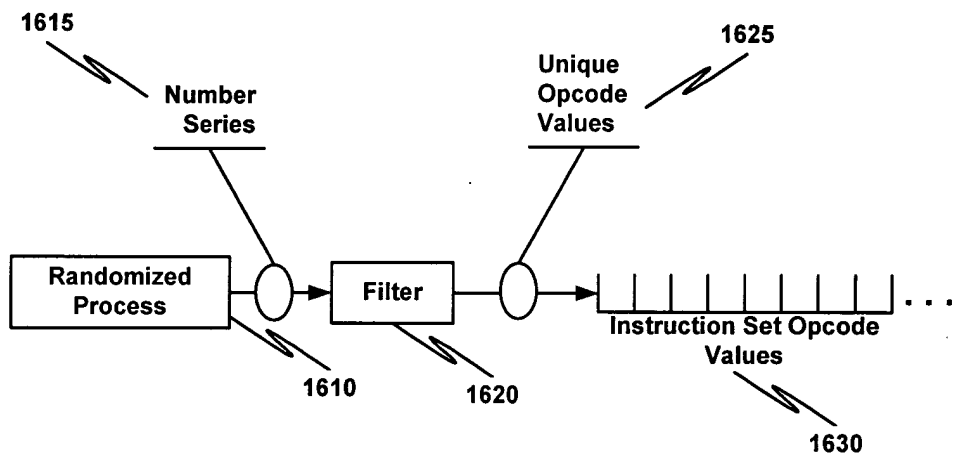 1615
1625
Number
Series
Unique
Opcode
Values
Randomized
Process
Filter
Instruction Set Opcode
Values
1610
1620
1630